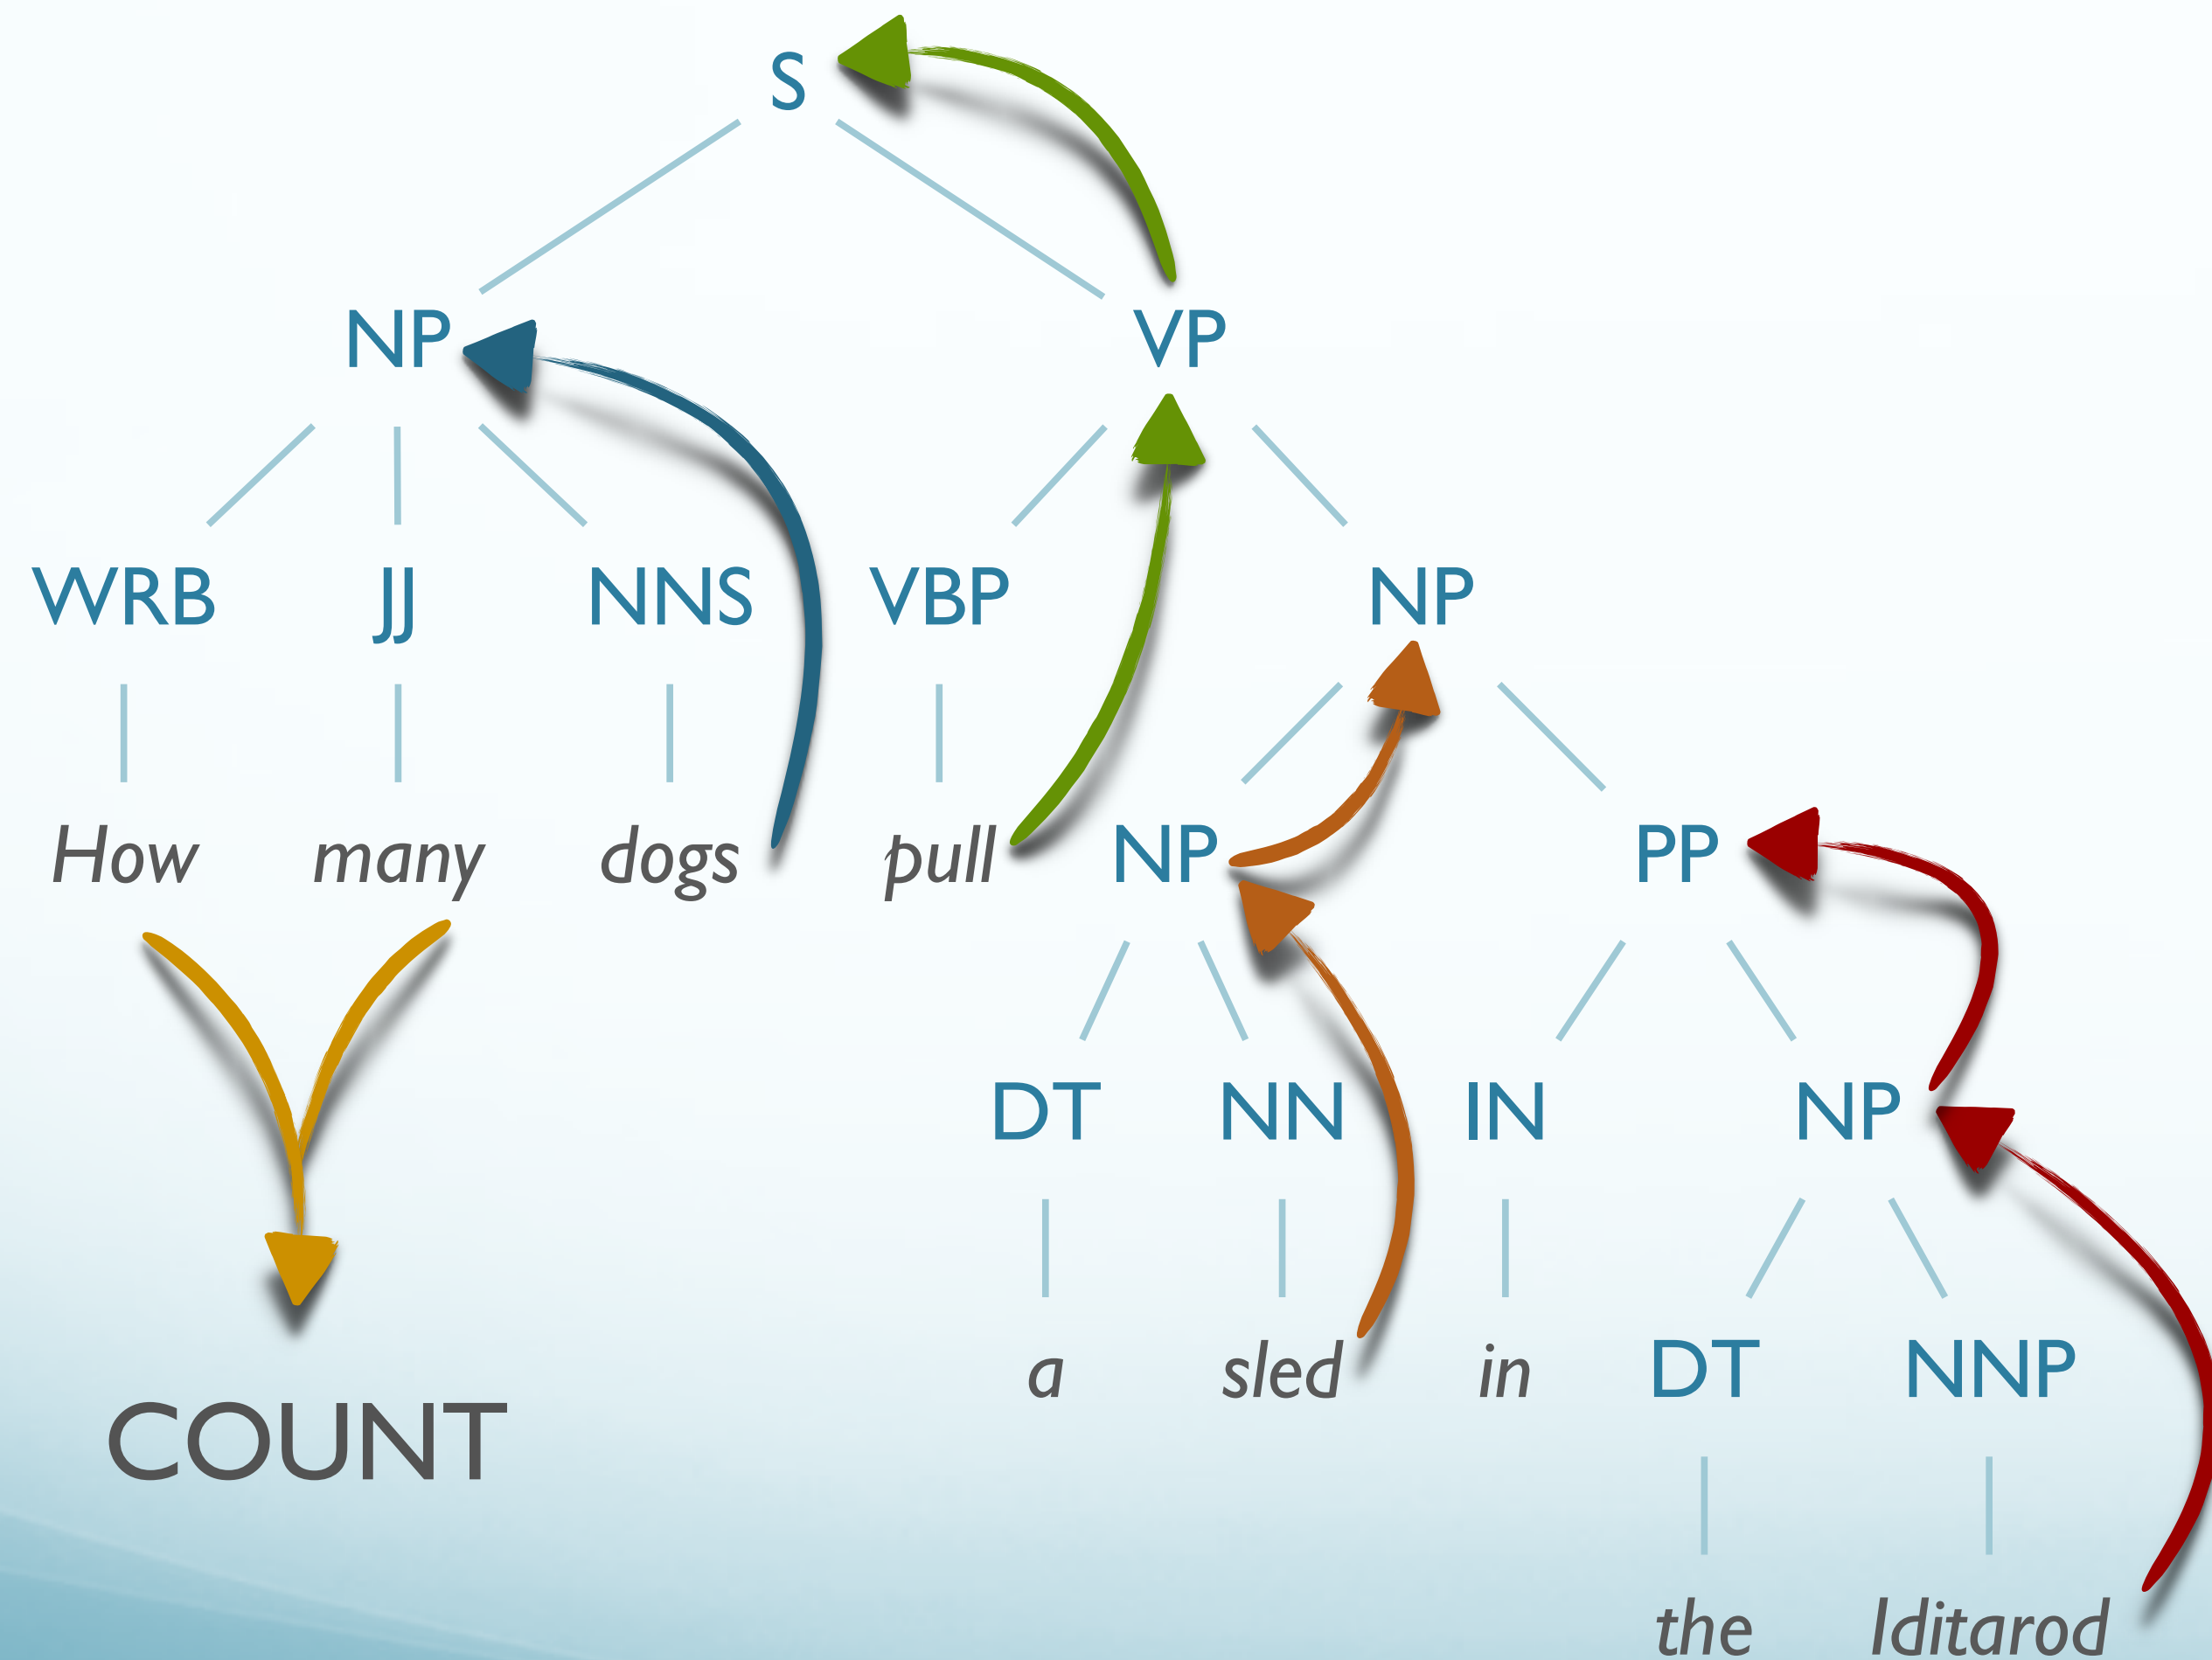 S
NP VP
WRB JJ NNS VBP NP
How many dogs pull NP PP
DT NN IN NP
a sled in DT NNP
COUNT
the Iditarod